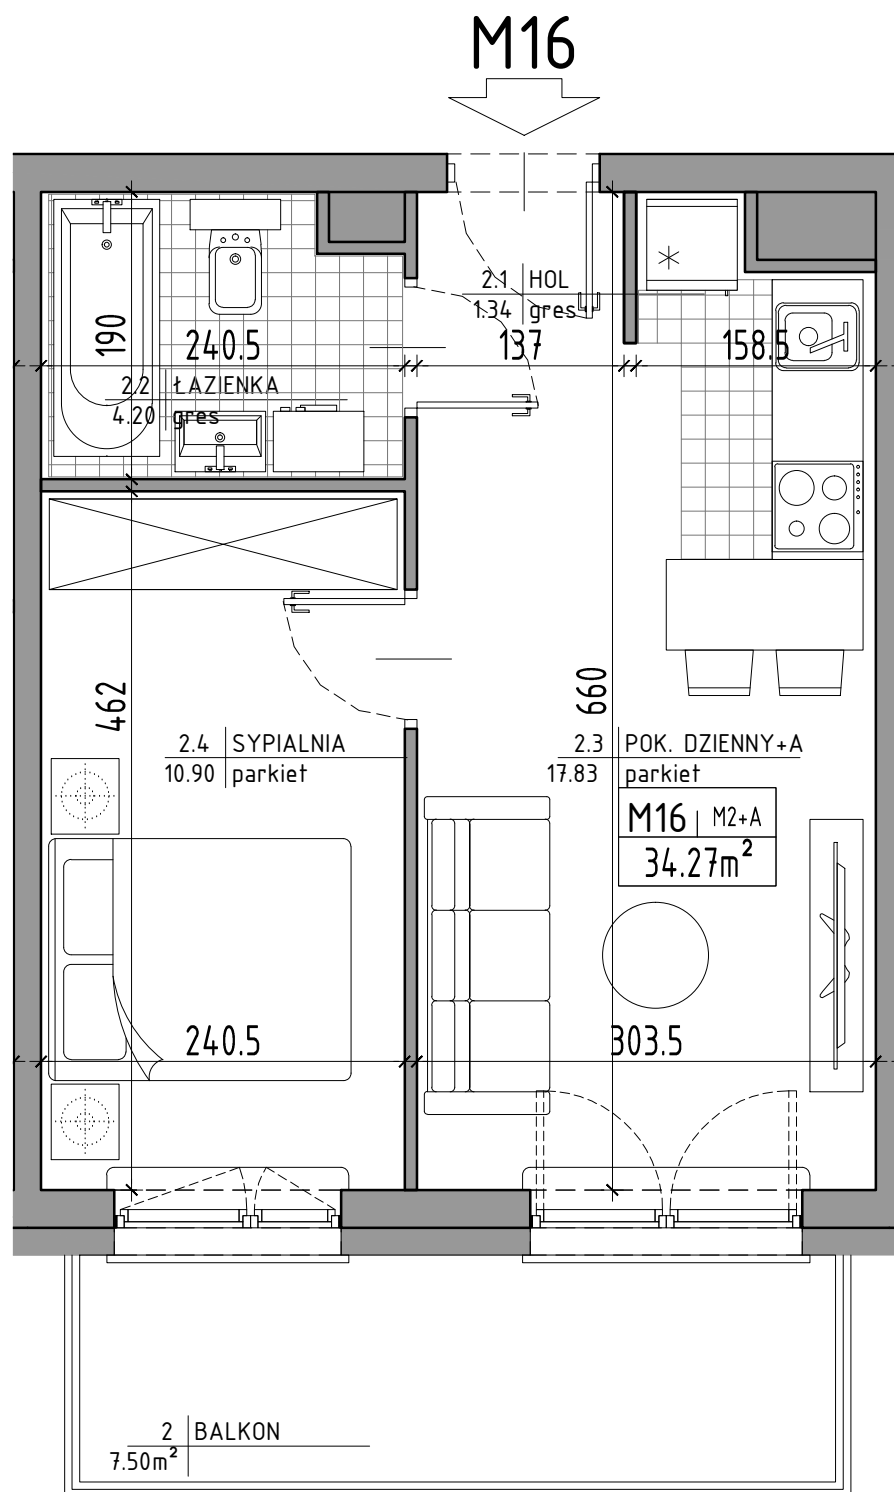 M16
2.1 HOL
1.34 gres
190
240.5
137
158.5
2.2 ŁAZIENKA
4.20 gres
462
660
2.4 SYPIALNIA
10.90 parkiet
2.3 POK. DZIENNY+A
17.83 parkiet
M16 M2+A
34.27m²
240.5
303.5
2 BALKON
7.50m²